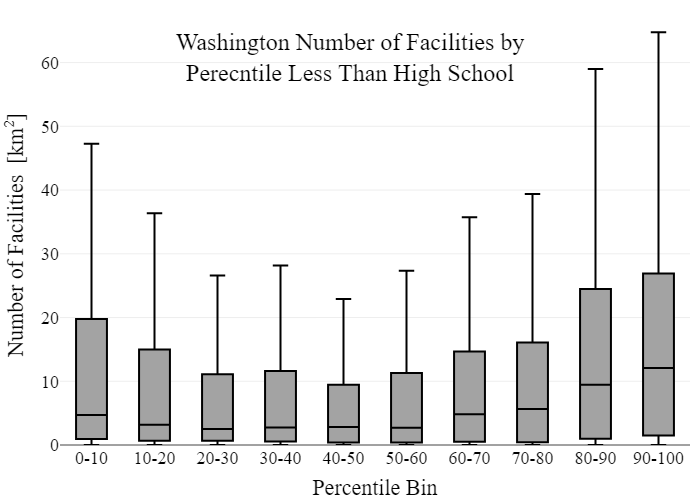 Washington Number of Facilities by
Perecntile Less Than High School
Number of Facilities [km²]
60
50
40
30
20
10
0
0-10 10-20 20-30 30-40 40-50 50-60 60-70 70-80 80-90 90-100
Percentile Bin